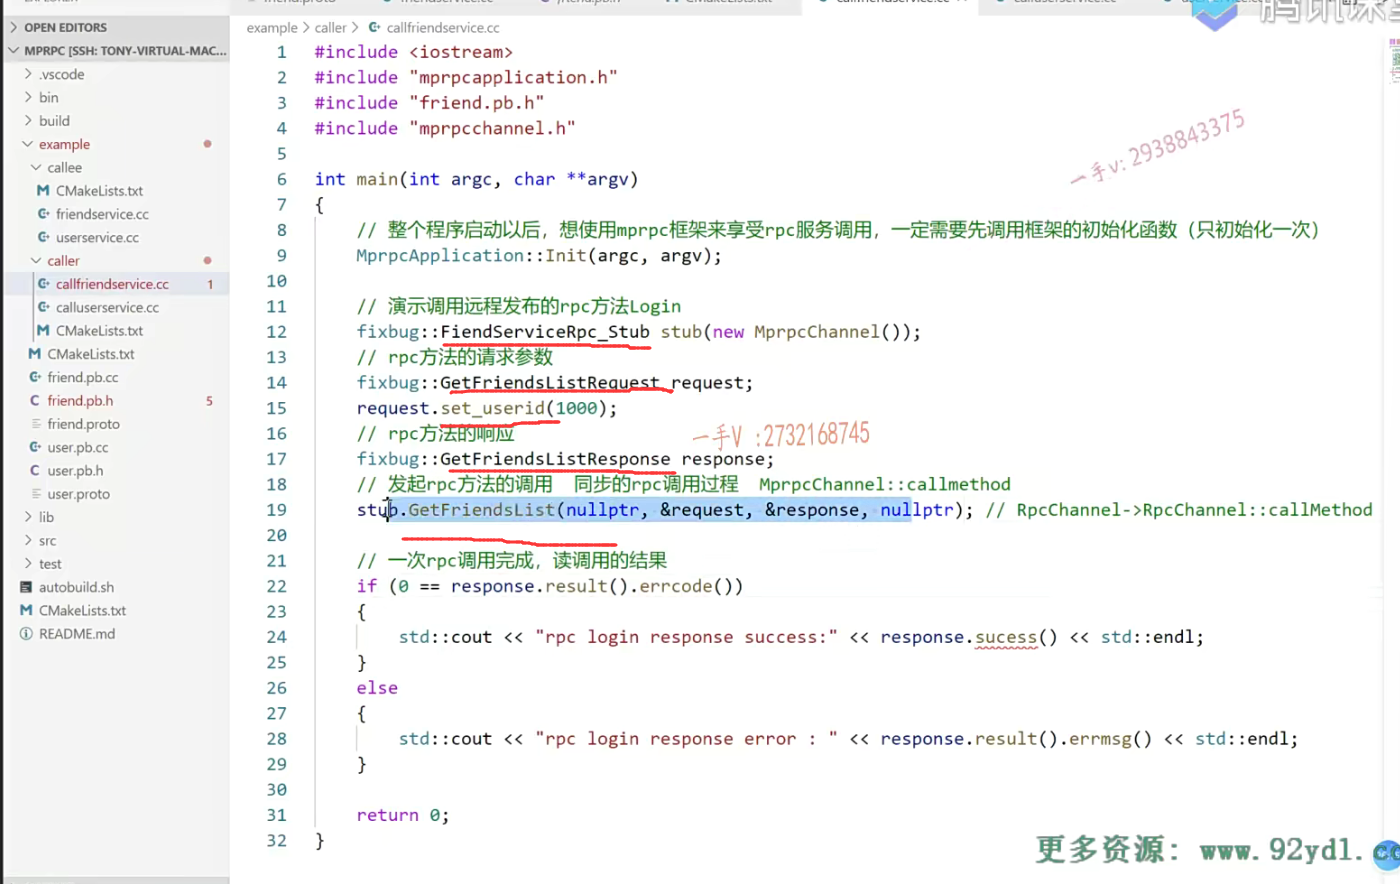 OPEN EDITORS
MPRPC [SSH: TONY-VIRTUAL-MAC...
.vscode
bin
build
example
callee
CMakeLists.txt
friendservice.cc
userservice.cc
caller
callfriendservice.cc 1
calluserservice.cc
CMakeLists.txt
CMakeLists.txt
friend.pb.cc
friend.pb.h 5
friend.proto
user.pb.cc
user.pb.h
user.proto
lib
src
test
autobuild.sh
CMakeLists.txt
README.md
example > caller > callfriendservice.cc
1 #include <iostream>
2 #include "mprpcapplication.h"
3 #include "friend.pb.h"
4 #include "mprpcchannel.h"
5
6 int main(int argc, char **argv)
7 {
8 // 整个程序启动以后，想使用mprpc框架来享受rpc服务调用，一定需要先调用框架的初始化函数（只初始化一次）
9 MprpcApplication::Init(argc, argv);
10
11 // 演示调用远程发布的rpc方法Login
12 fixbug::FiendServiceRpc_Stub stub(new MprpcChannel());
13 // rpc方法的请求参数
14 fixbug::GetFriendsListRequest request;
15 request.set_userid(1000);
16 // rpc方法的响应
17 fixbug::GetFriendsListResponse response;
18 // 发起rpc方法的调用 同步的rpc调用过程 MprpcChannel::callmethod
19 stub.GetFriendsList(nullptr, &request, &response, nullptr); // RpcChannel->RpcChannel::callMethod
20
21 // 一次rpc调用完成，读调用的结果
22 if (0 == response.result().errcode())
23 {
24 std::cout << "rpc login response success:" << response.sucess() << std::endl;
25 }
26 else
27 {
28 std::cout << "rpc login response error : " << response.result().errmsg() << std::endl;
29 }
30
31 return 0;
32 }
一手v: 2938843375
一手V :2732168745
更多资源: www.92ydl.